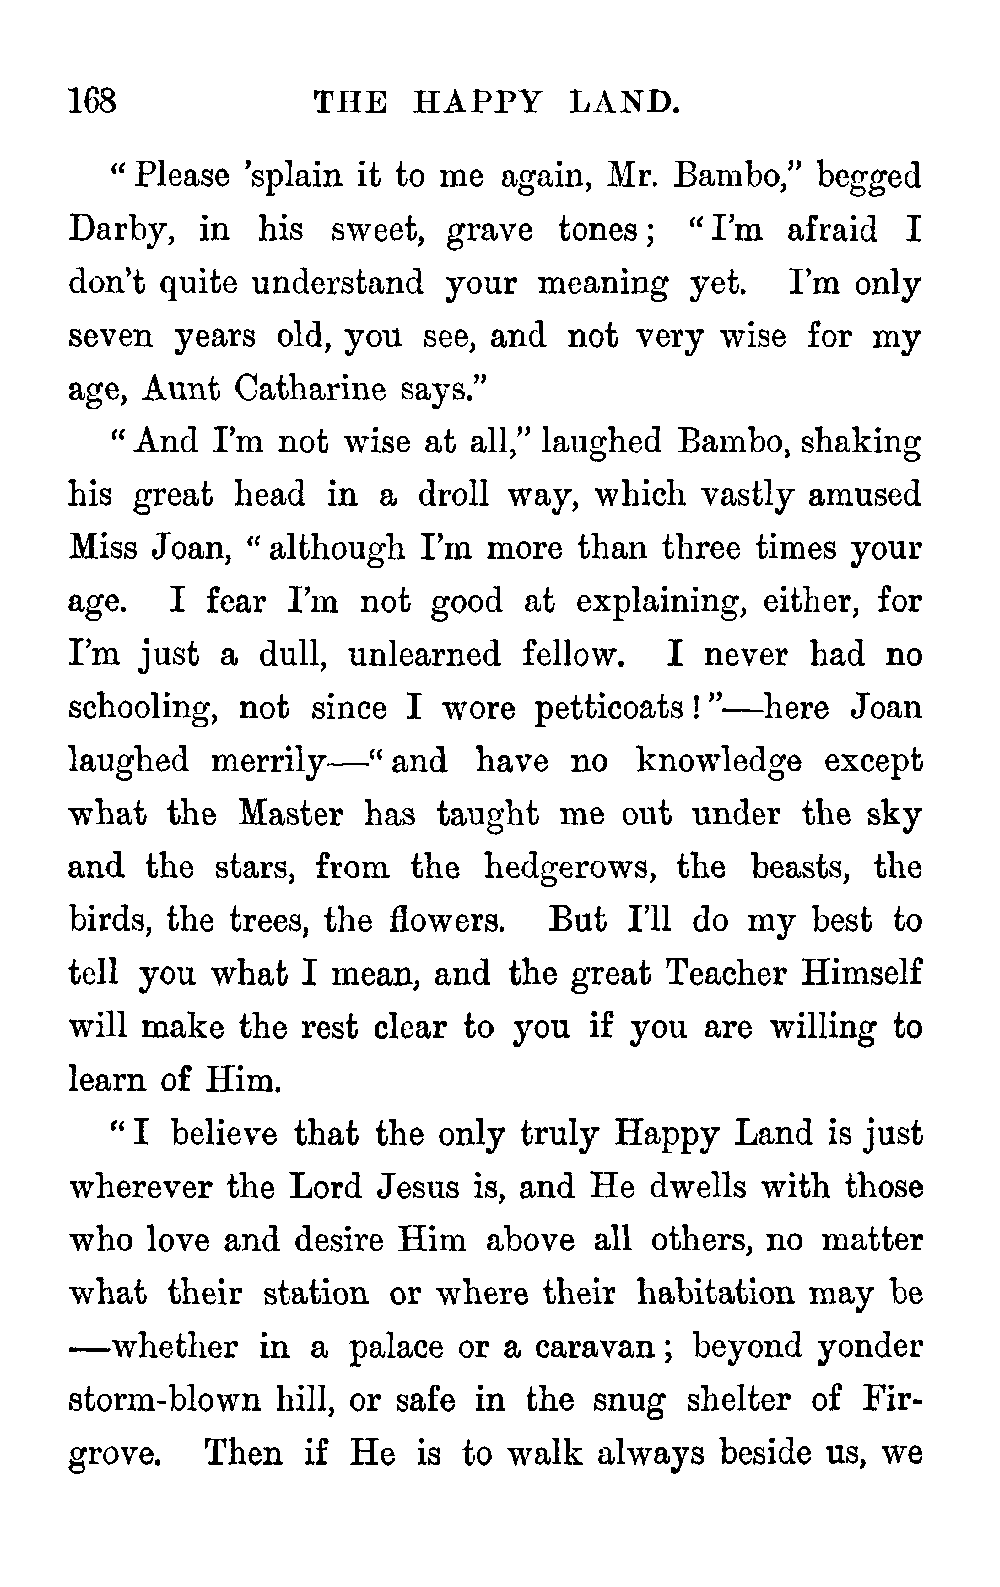 168 THE HAPPY LAND.
“Please ’splain it to me again, Mr. Bambo,” begged
Darby, in his sweet, grave tones; “I’m afraid I
don’t quite understand your meaning yet. I’m only
seven years old, you see, and not very wise for my
age, Aunt Catharine says.”
“And I’m not wise at all,” laughed Bambo, shaking
his great head in a droll way, which vastly amused
Miss Joan, “although I’m more than three times your
age. I fear I’m not good at explaining, either, for
I’m just a dull, unlearned fellow. I never had no
schooling, not since I wore petticoats!”—here Joan
laughed merrily—“and have no knowledge except
what the Master has taught me out under the sky
and the stars, from the hedgerows, the beasts, the
birds, the trees, the flowers. But I’ll do my best to
tell you what I mean, and the great Teacher Himself
will make the rest clear to you if you are willing to
learn of Him.
“I believe that the only truly Happy Land is just
wherever the Lord Jesus is, and He dwells with those
who love and desire Him above all others, no matter
what their station or where their habitation may be
—whether in a palace or a caravan; beyond yonder
storm-blown hill, or safe in the snug shelter of Fir-
grove. Then if He is to walk always beside us, we